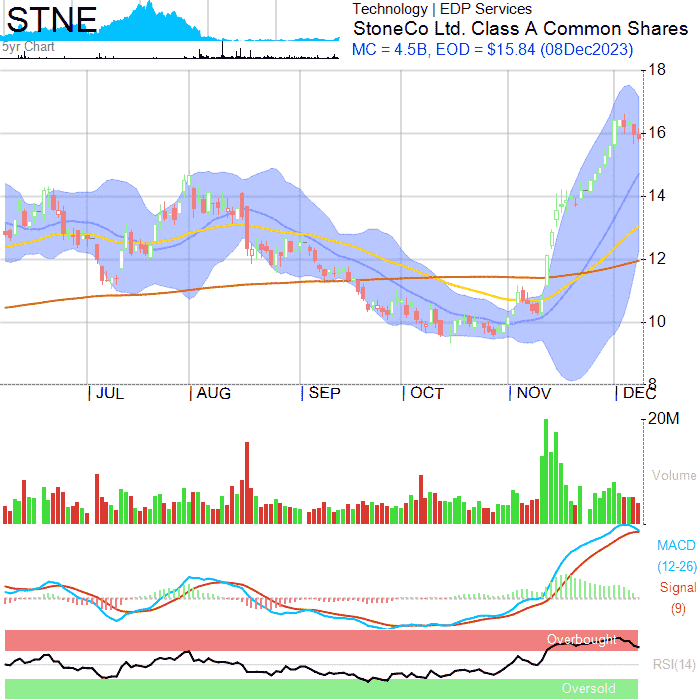 STNE
5yr Chart
Technology | EDP Services
StoneCo Ltd. Class A Common Shares
MC = 4.5B, EOD = $15.84 (08Dec2023)
18
16
14
12
10
8
JUL AUG SEP OCT NOV DEC
20M
Volume
MACD
(12-26)
Signal
(9)
Overbought
RSI(14)
Oversold